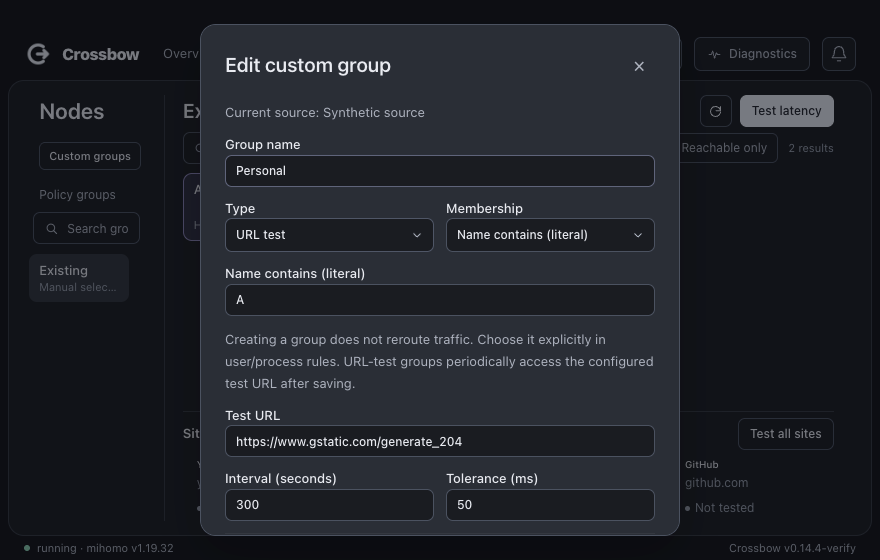 Crossbow
Overv
Diagnostics
Edit custom group
Current source: Synthetic source
Group name
Personal
Type
Membership
URL test
Name contains (literal)
Name contains (literal)
A
Creating a group does not reroute traffic. Choose it explicitly in
user/process rules. URL-test groups periodically access the configured
test URL after saving.
Test URL
https://www.gstatic.com/generate_204
Interval (seconds)
Tolerance (ms)
300
50
Nodes
Custom groups
Policy groups
Search gro
Existing
Manual selec...
Ex
Test latency
Reachable only
2 results
Sit
Test all sites
GitHub
github.com
Not tested
running · mihomo v1.19.32
Crossbow v0.14.4-verify